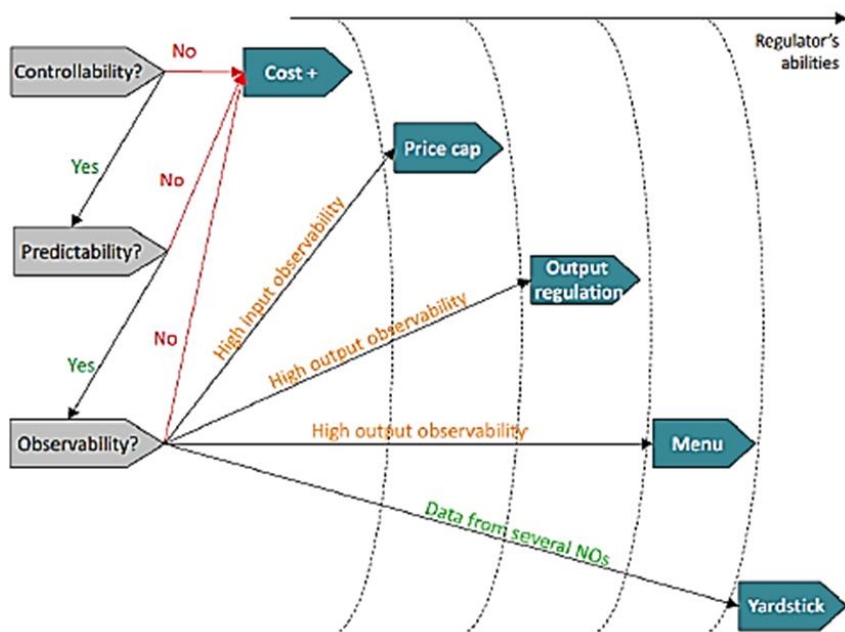 Regulator's
abilities
No
Controllability?
Cost +
Price cap
Yes
No
High input observability
Predictability?
Output
regulation
High output observability
No
Yes
High output observability
Observability?
Menu
Data from several NOs
Yardstick